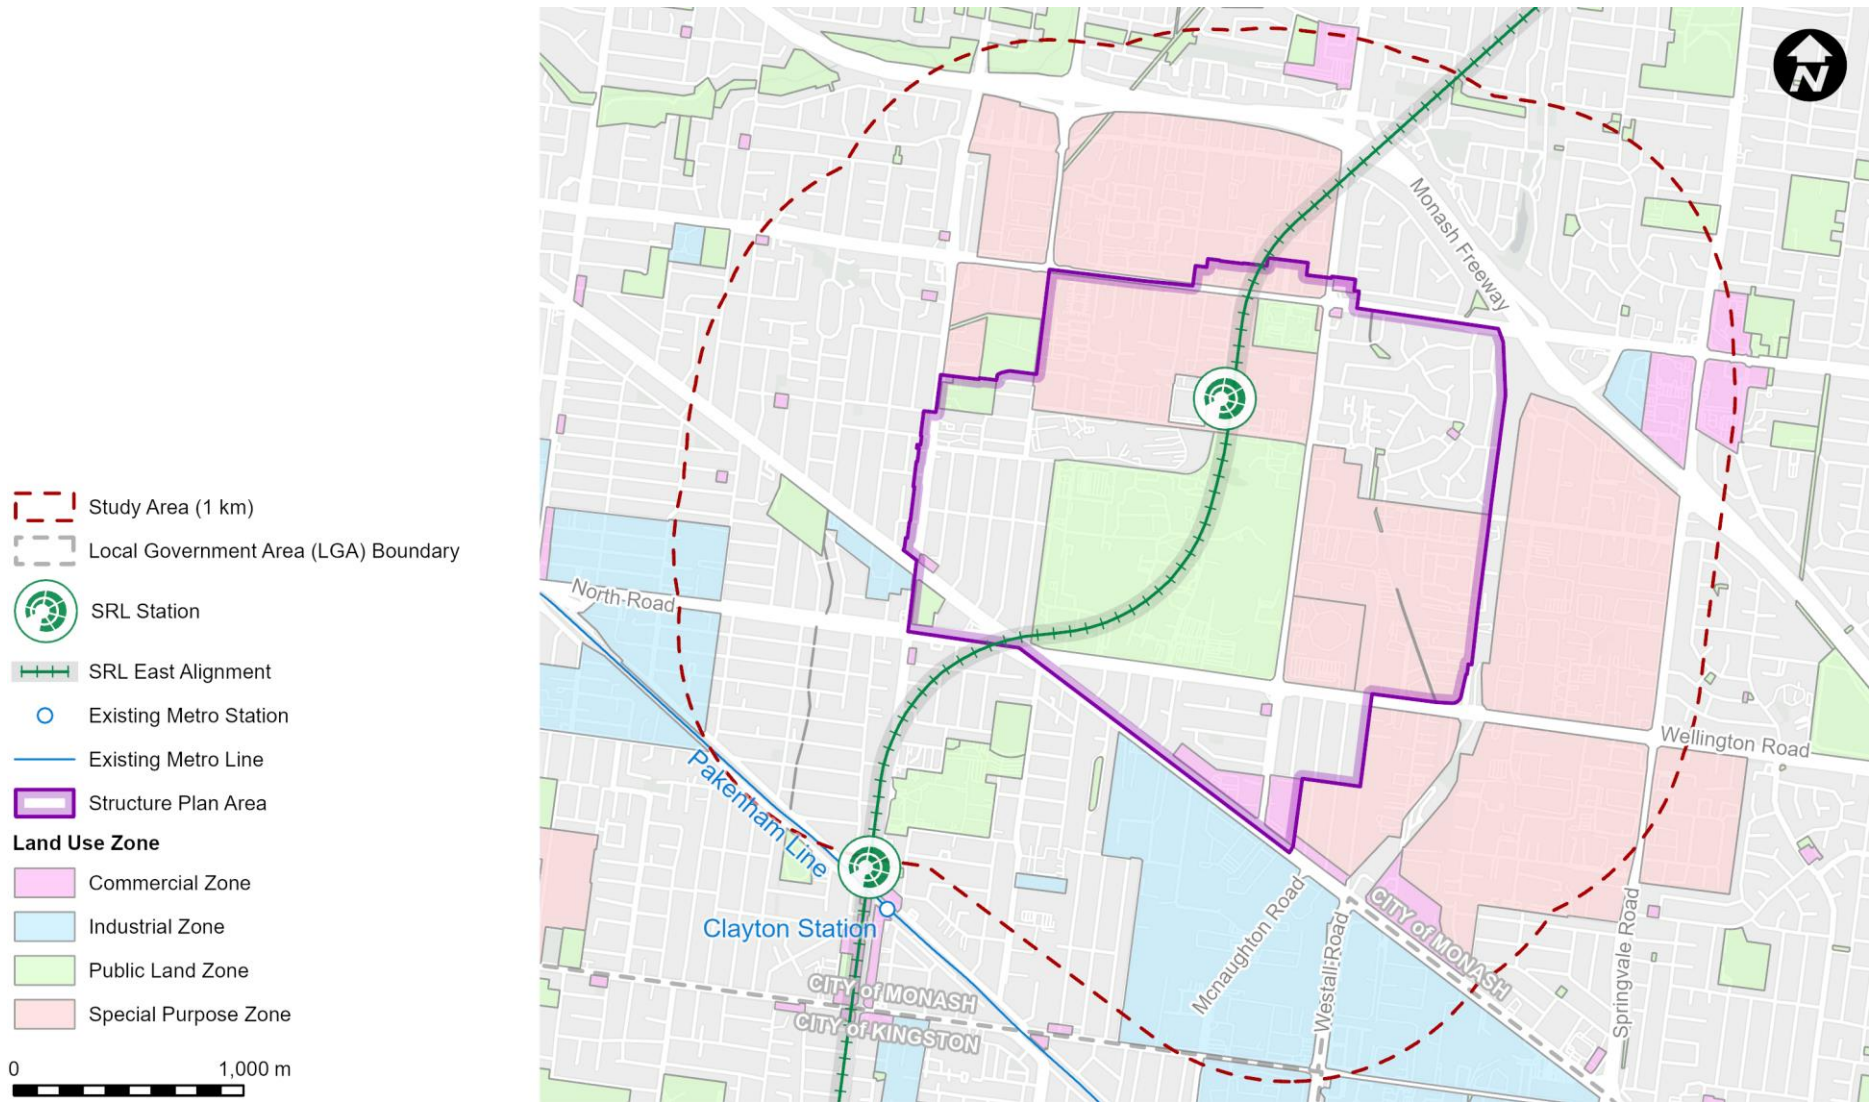 N
Monash Freeway
North Road
Wellington Road
Pakenham Line
Clayton Station
Mcnaughton Road
Westall Road
CITY of MONASH
Springvale Road
CITY of MONASH
CITY of KINGSTON
Study Area (1 km)
Local Government Area (LGA) Boundary
SRL Station
SRL East Alignment
Existing Metro Station
Existing Metro Line
Structure Plan Area
Land Use Zone
Commercial Zone
Industrial Zone
Public Land Zone
Special Purpose Zone
0 1,000 m